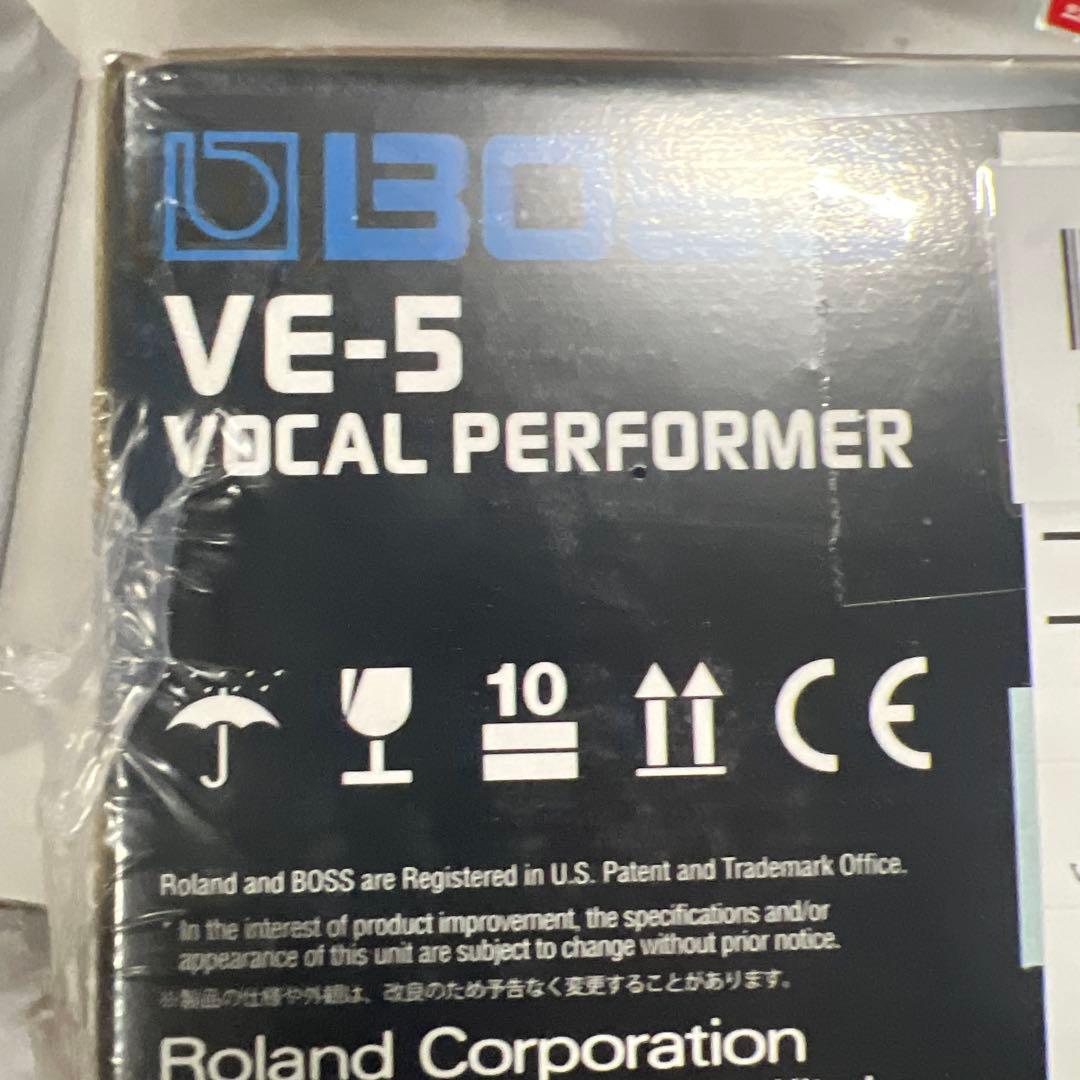 BOSS
VE-5
VOCAL PERFORMER
10
CE
Roland and BOSS are Registered in U.S. Patent and Trademark Office.
* In the interest of product improvement, the specifications and/or
appearance of this unit are subject to change without prior notice.
※製品の仕様や外観は、改良のため予告なく変更することがあります。
Roland Corporation